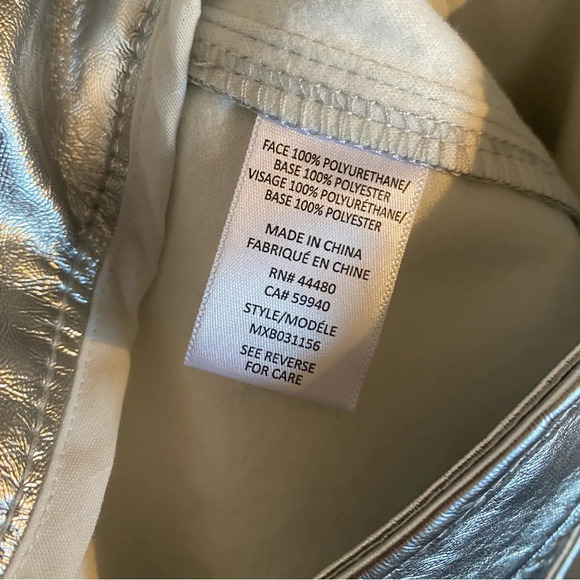 FACE 100% POLYURETHANE/
BASE 100% POLYESTER
VISAGE 100% POLYURÉTHANE/
BASE 100% POLYESTER
MADE IN CHINA
FABRIQUÉ EN CHINE
RN# 44480
CA# 59940
STYLE/MODÉLE
MXB031156
SEE REVERSE
FOR CARE